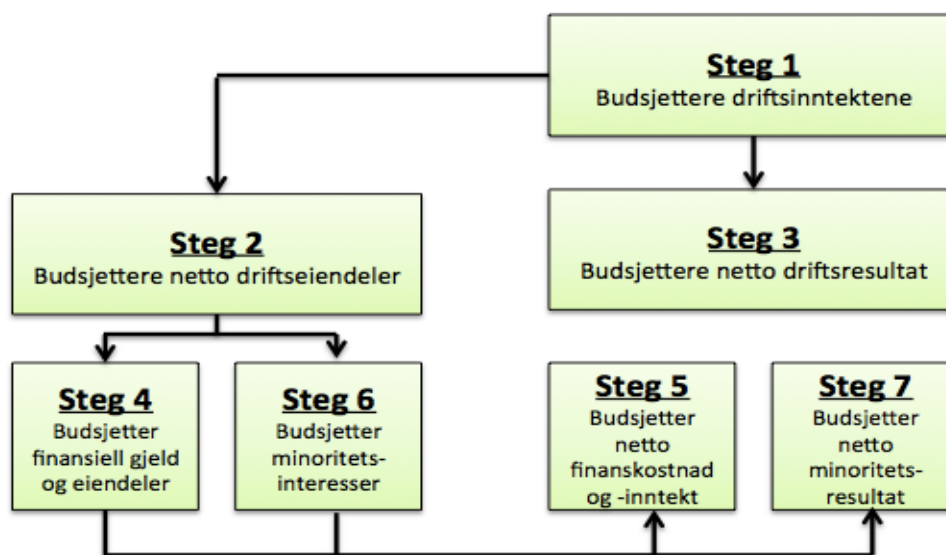 Steg 1
Budsjettere driftsinntektene
Steg 2
Budsjettere netto driftseiendeler
Steg 3
Budsjettere netto driftsresultat
Steg 4
Budsjetter
finansiell gjeld
og eiendeler
Steg 6
Budsjetter
minoritets-
interesser
Steg 5
Budsjetter
netto
finanskostnad
og -inntekt
Steg 7
Budsjetter
netto
minoritets-
resultat